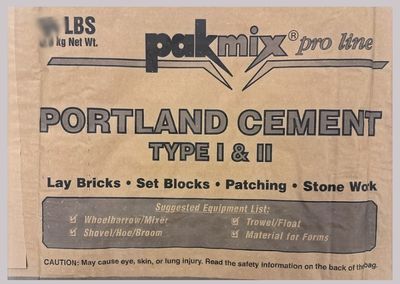 LBS
kg Net Wt.
pakmix® pro line
PORTLAND CEMENT
TYPE I & II
Lay Bricks • Set Blocks • Patching • Stone Work
Suggested Equipment List:
Wheelbarrow/Mixer
Trowel/Float
Shovel/Hoe/Broom
Material for Forms
CAUTION: May cause eye, skin, or lung injury. Read the safety information on the back of the bag.